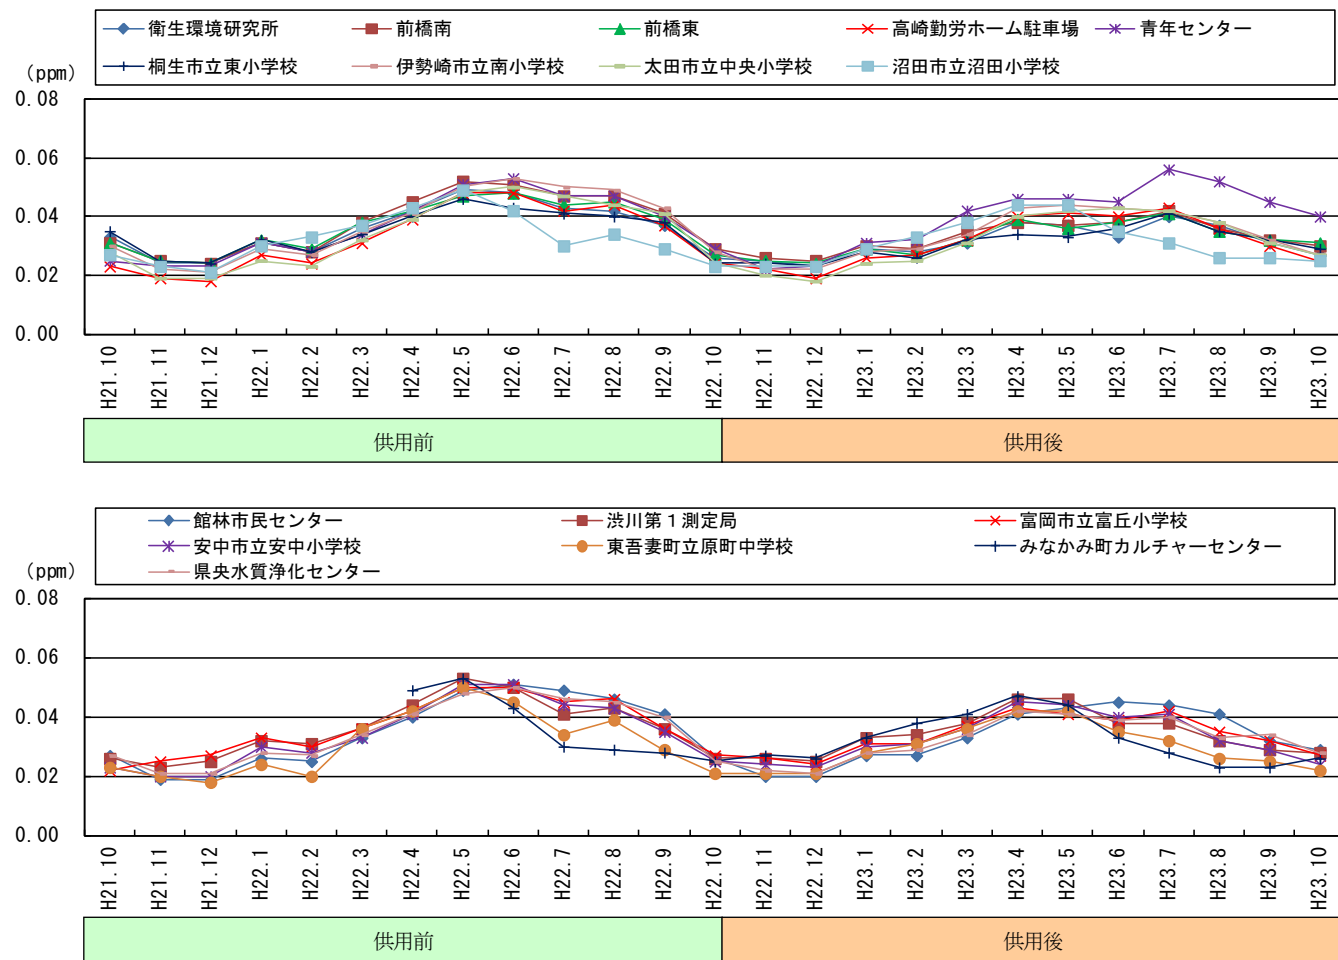 衛生環境研究所 前橋南 前橋東 高崎勤労ホーム駐車場 青年センター
桐生市立東小学校 伊勢崎市立南小学校 太田市立中央小学校 沼田市立沼田小学校
(ppm)
0.08
0.06
0.04
0.02
0.00
H21.10 H21.11 H21.12 H22.1 H22.2 H22.3 H22.4 H22.5 H22.6 H22.7 H22.8 H22.9 H22.10 H22.11 H22.12 H23.1 H23.2 H23.3 H23.4 H23.5 H23.6 H23.7 H23.8 H23.9 H23.10
供用前 供用後
館林市民センター 渋川第1測定局 富岡市立富丘小学校
安中市立安中小学校 東吾妻町立原町中学校 みなかみ町カルチャーセンター
県央水質浄化センター
(ppm)
0.08
0.06
0.04
0.02
0.00
H21.10 H21.11 H21.12 H22.1 H22.2 H22.3 H22.4 H22.5 H22.6 H22.7 H22.8 H22.9 H22.10 H22.11 H22.12 H23.1 H23.2 H23.3 H23.4 H23.5 H23.6 H23.7 H23.8 H23.9 H23.10
供用前 供用後